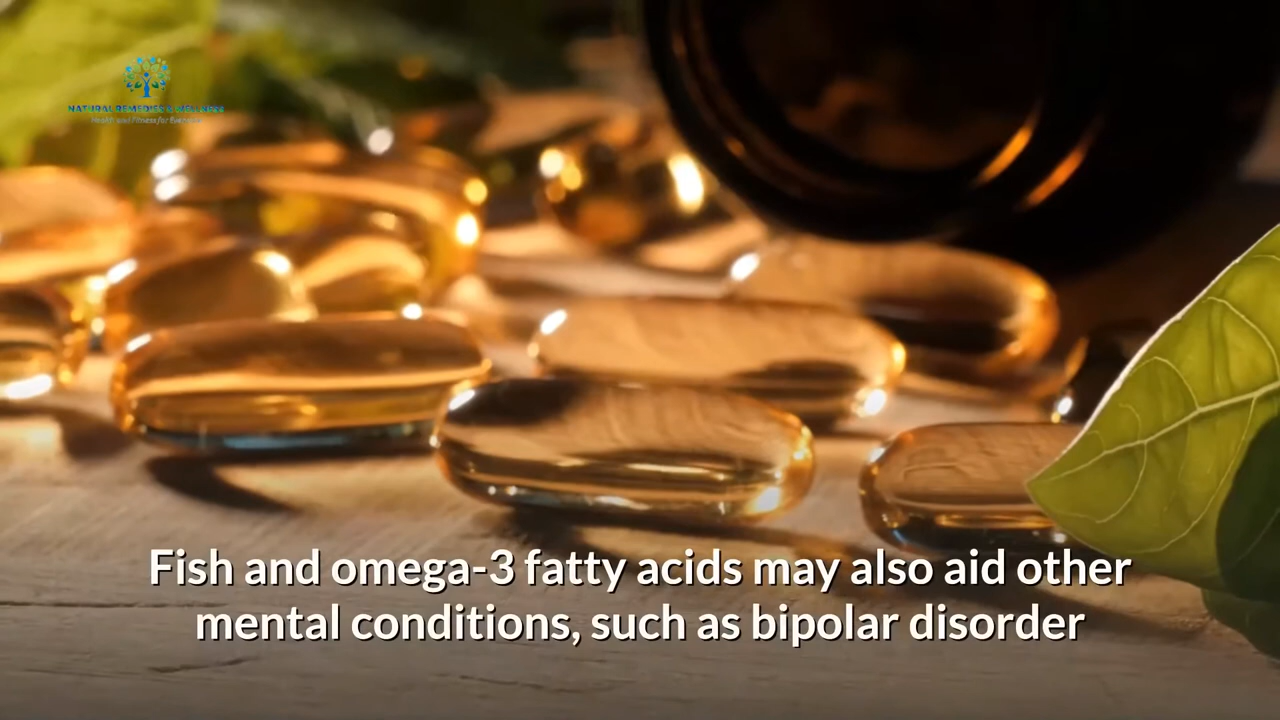 NATURAL REMEDIES & WELLNESS
Fish and omega-3 fatty acids may also aid other
mental conditions, such as bipolar disorder